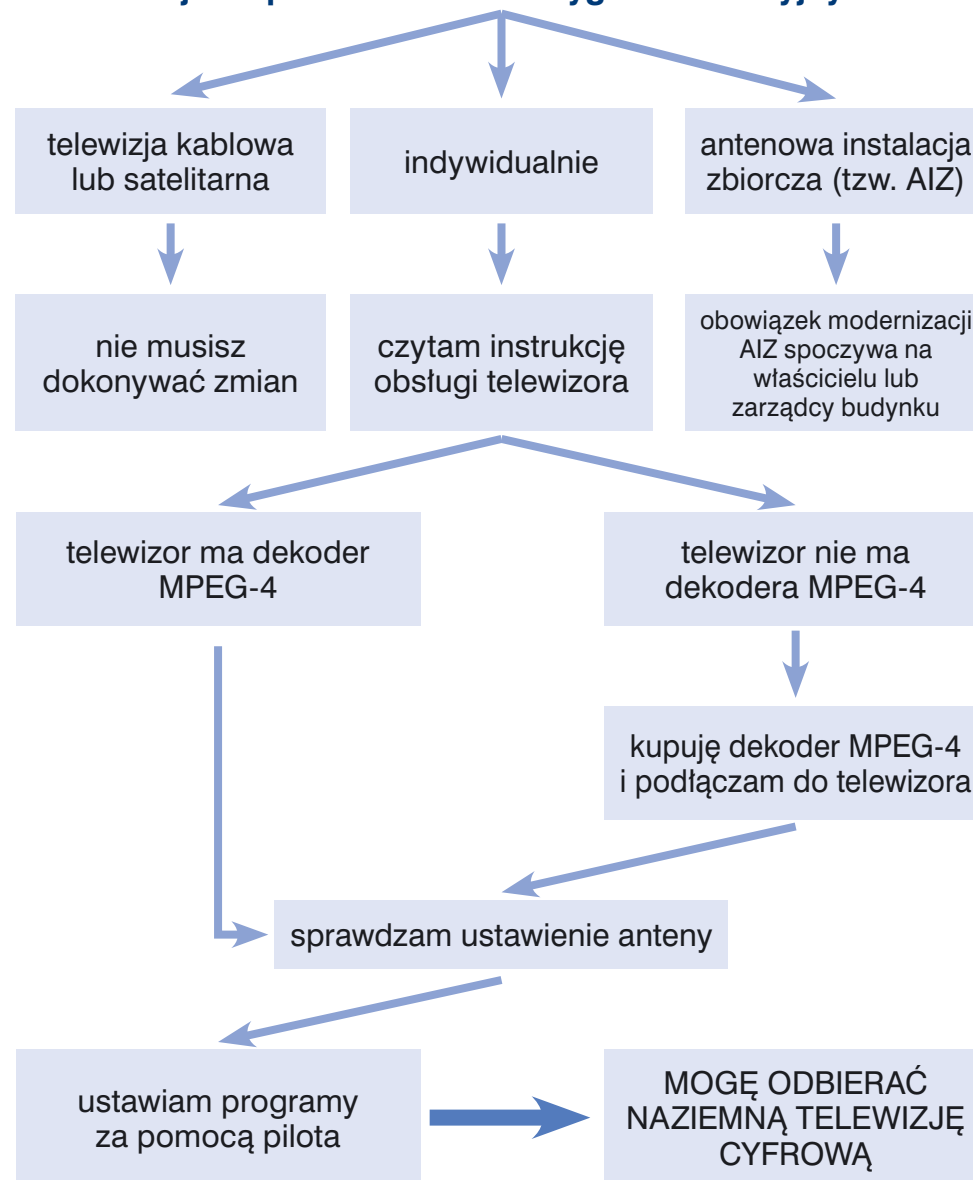 telewizja kablowa
lub satelitarna
indywidualnie
antenowa instalacja
zbiorcza (tzw. AIZ)
nie musisz
dokonywać zmian
czytam instrukcję
obsługi telewizora
obowiązek modernizacji
AIZ spoczywa na
właścicielu lub
zarządcy budynku
telewizor ma dekoder
MPEG-4
telewizor nie ma
dekodera MPEG-4
kupuję dekoder MPEG-4
i podłączam do telewizora
sprawdzam ustawienie anteny
ustawiam programy
za pomocą pilota
MOGĘ ODBIERAĆ
NAZIEMNĄ TELEWIZJĘ
CYFROWĄ